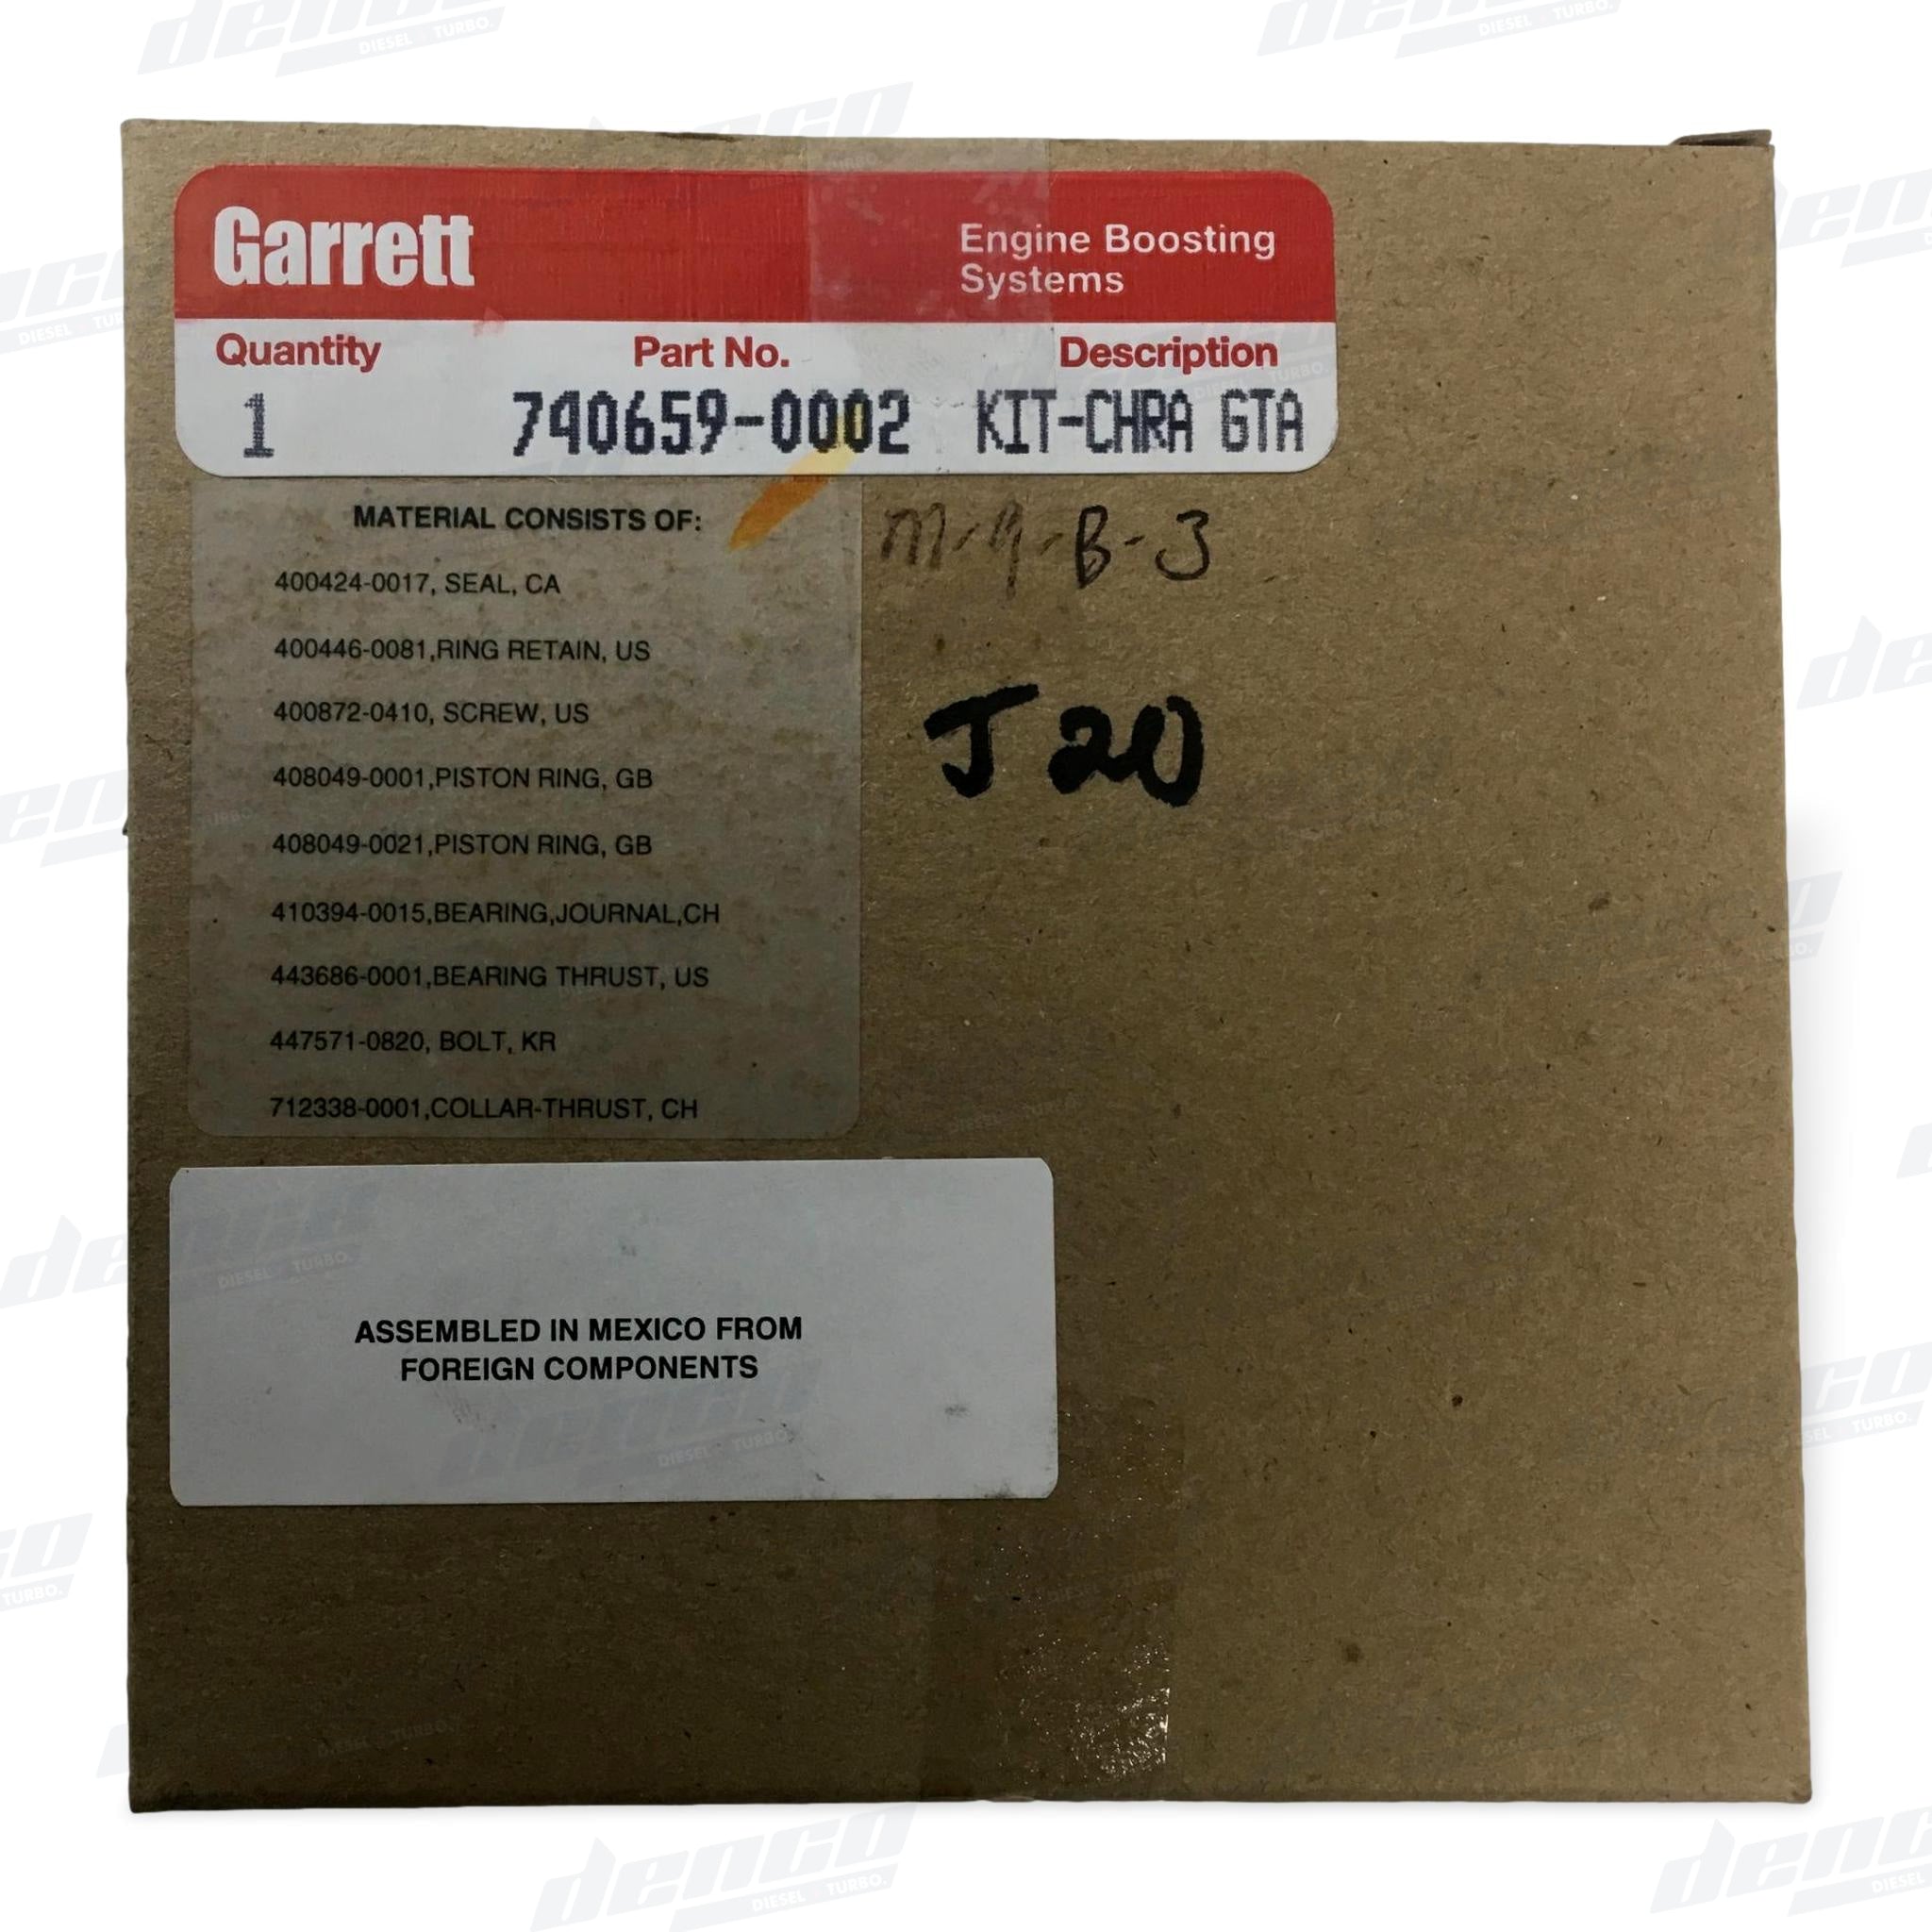 Garrett
Engine Boosting
Systems
Quantity Part No. Description
1 740659-0002 KIT-CHRA GTA
MATERIAL CONSISTS OF:
400424-0017, SEAL, CA
400446-0081,RING RETAIN, US
400872-0410, SCREW, US
408049-0001,PISTON RING, GB
408049-0021,PISTON RING, GB
410394-0015,BEARING,JOURNAL,CH
443686-0001,BEARING THRUST, US
447571-0820, BOLT, KR
712338-0001,COLLAR-THRUST, CH
M-9-B-3
J20
ASSEMBLED IN MEXICO FROM
FOREIGN COMPONENTS
denco
DIESEL TURBO.